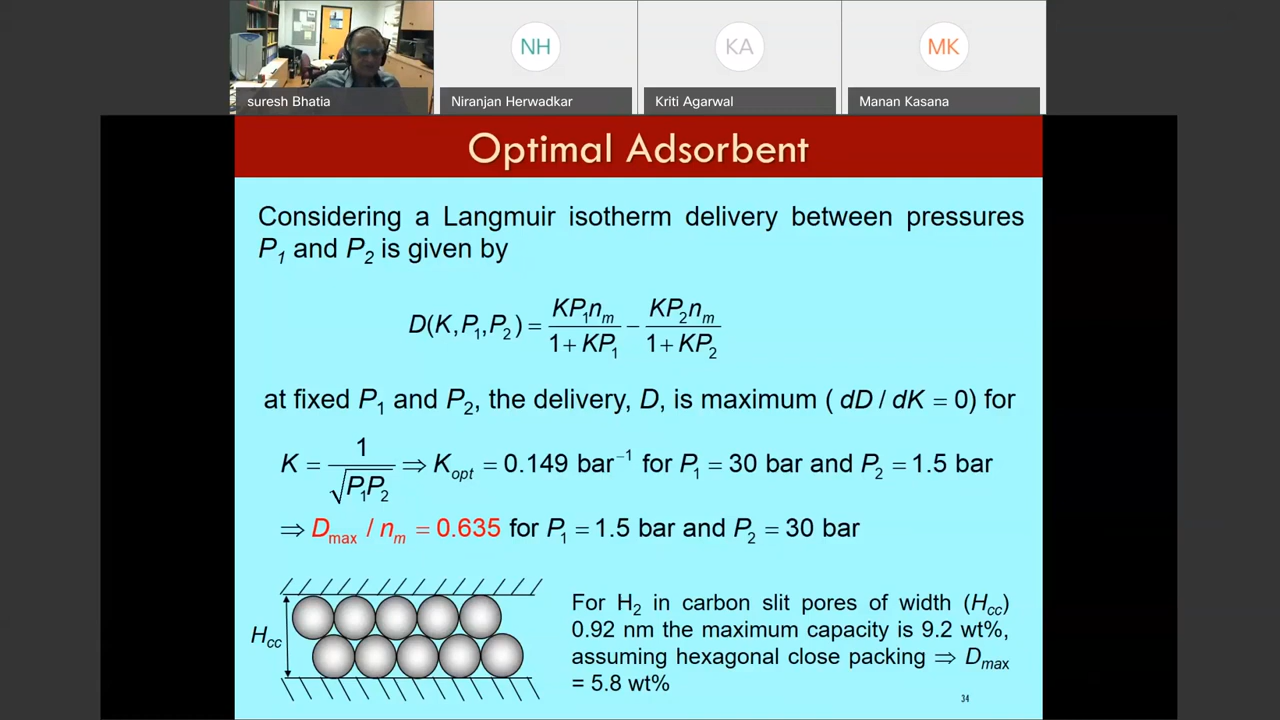 NH
KA
MK
suresh Bhatia
Niranjan Herwadkar
Kriti Agarwal
Manan Kasana
Optimal Adsorbent
Considering a Langmuir isotherm delivery between pressures
P₁ and P₂ is given by
D(K,P₁,P₂) = KP₁nₘ / (1 + KP₁) − KP₂nₘ / (1 + KP₂)
at fixed P₁ and P₂, the delivery, D, is maximum ( dD / dK = 0) for
K = 1 / √P₁P₂ ⇒ K_opt = 0.149 bar⁻¹ for P₁ = 30 bar and P₂ = 1.5 bar
⇒ D_max / nₘ = 0.635 for P₁ = 1.5 bar and P₂ = 30 bar
H_cc
For H₂ in carbon slit pores of width (H_cc)
0.92 nm the maximum capacity is 9.2 wt%,
assuming hexagonal close packing ⇒ D_max
= 5.8 wt%
34